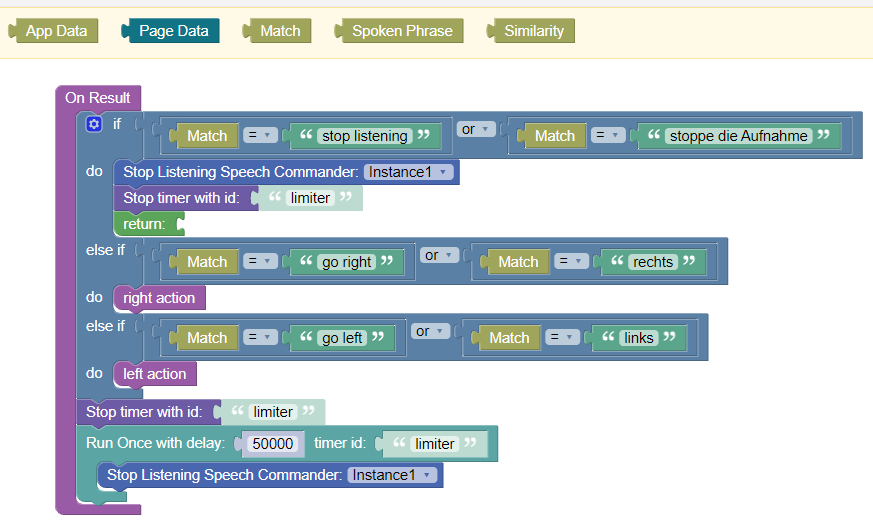 App Data Page Data Match Spoken Phrase Similarity
On Result
if Match = “ stop listening ” or Match = “ stoppe die Aufnahme ”
do Stop Listening Speech Commander: Instance1
Stop timer with id: “ limiter ”
return:
else if Match = “ go right ” or Match = “ rechts ”
do right action
else if Match = “ go left ” or Match = “ links ”
do left action
Stop timer with id: “ limiter ”
Run Once with delay: 50000 timer id: “ limiter ”
Stop Listening Speech Commander: Instance1